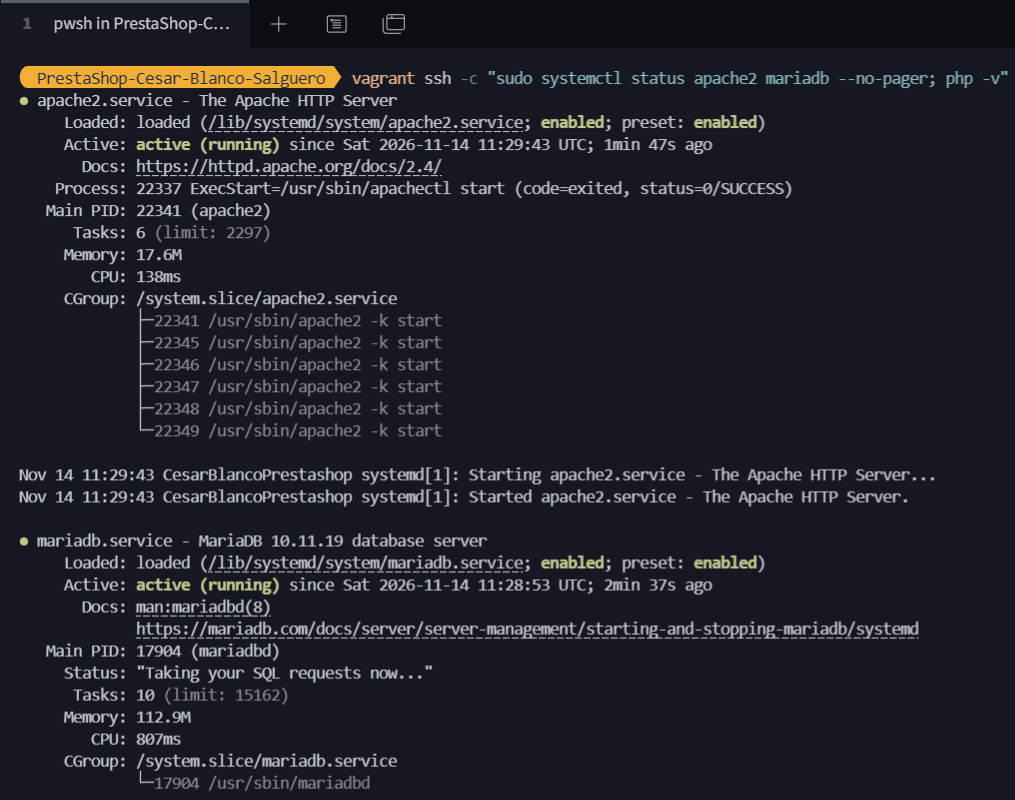 1 pwsh in PrestaShop-C...
PrestaShop-Cesar-Blanco-Salguero vagrant ssh -c "sudo systemctl status apache2 mariadb --no-pager; php -v"
● apache2.service - The Apache HTTP Server
Loaded: loaded (/lib/systemd/system/apache2.service; enabled; preset: enabled)
Active: active (running) since Sat 2026-11-14 11:29:43 UTC; 1min 47s ago
Docs: https://httpd.apache.org/docs/2.4/
Process: 22337 ExecStart=/usr/sbin/apachectl start (code=exited, status=0/SUCCESS)
Main PID: 22341 (apache2)
Tasks: 6 (limit: 2297)
Memory: 17.6M
CPU: 138ms
CGroup: /system.slice/apache2.service
├─22341 /usr/sbin/apache2 -k start
├─22345 /usr/sbin/apache2 -k start
├─22346 /usr/sbin/apache2 -k start
├─22347 /usr/sbin/apache2 -k start
├─22348 /usr/sbin/apache2 -k start
└─22349 /usr/sbin/apache2 -k start
Nov 14 11:29:43 CesarBlancoPrestashop systemd[1]: Starting apache2.service - The Apache HTTP Server...
Nov 14 11:29:43 CesarBlancoPrestashop systemd[1]: Started apache2.service - The Apache HTTP Server.
● mariadb.service - MariaDB 10.11.19 database server
Loaded: loaded (/lib/systemd/system/mariadb.service; enabled; preset: enabled)
Active: active (running) since Sat 2026-11-14 11:28:53 UTC; 2min 37s ago
Docs: man:mariadbd(8)
https://mariadb.com/docs/server/server-management/starting-and-stopping-mariadb/systemd
Main PID: 17904 (mariadbd)
Status: "Taking your SQL requests now..."
Tasks: 10 (limit: 15162)
Memory: 112.9M
CPU: 807ms
CGroup: /system.slice/mariadb.service
└─17904 /usr/sbin/mariadbd